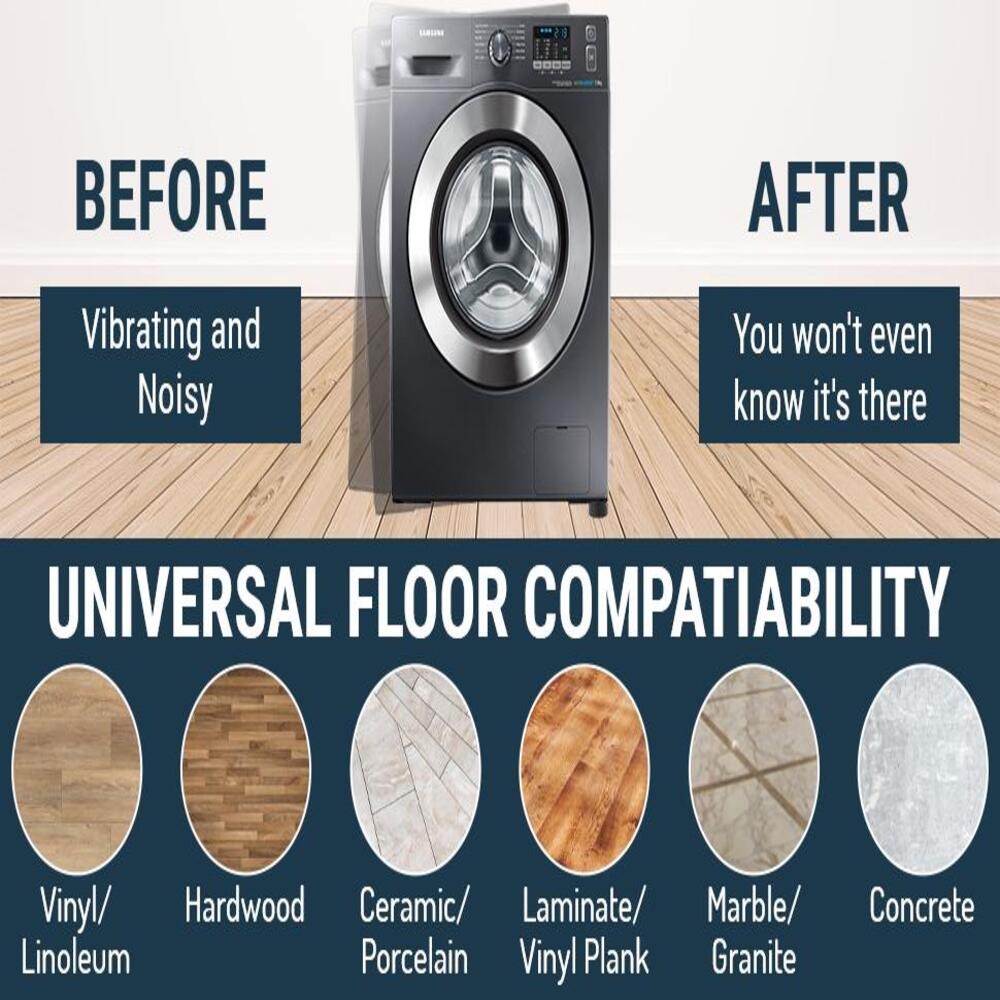 SAMSUNG
BEFORE
Vibrating and
Noisy
AFTER
You won't even
know it's there
UNIVERSAL FLOOR COMPATIABILITY
Vinyl/
Linoleum
Hardwood
Ceramic/
Porcelain
Laminate/
Vinyl Plank
Marble/
Granite
Concrete